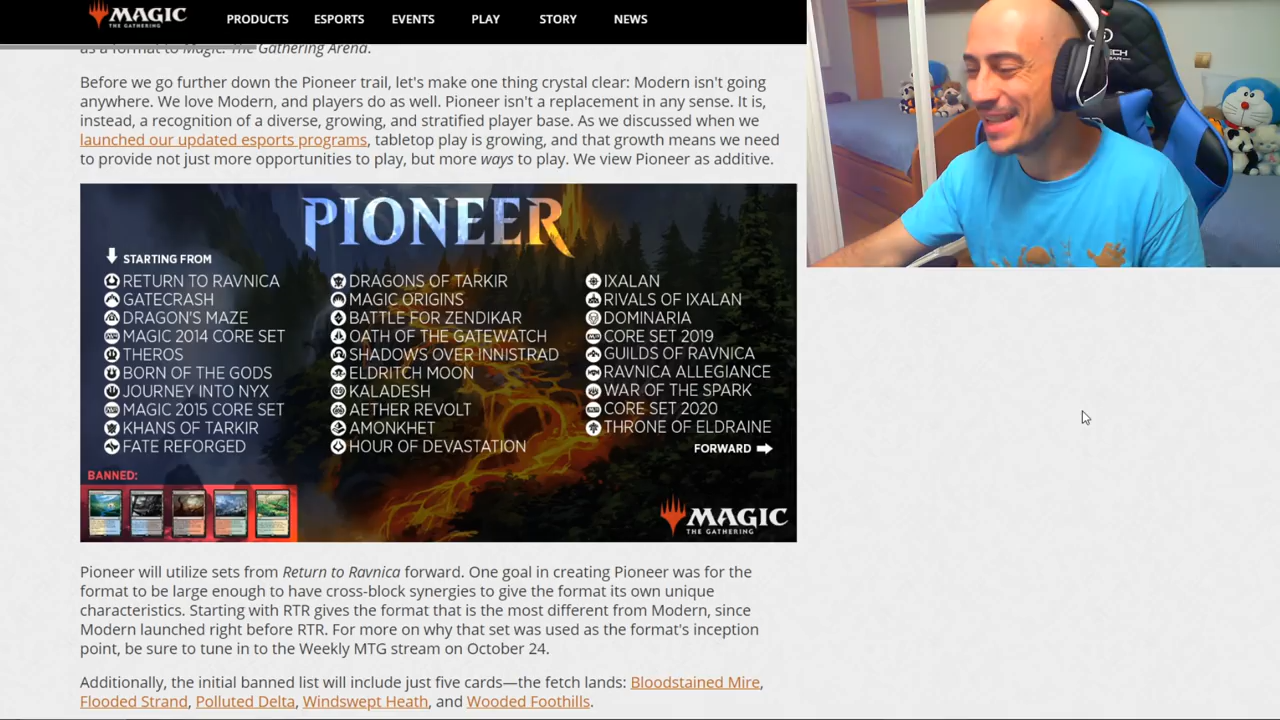 MAGIC
THE GATHERING
PRODUCTS ESPORTS EVENTS PLAY STORY NEWS
as a format to Magic: The Gathering Arena.
Before we go further down the Pioneer trail, let's make one thing crystal clear: Modern isn't going
anywhere. We love Modern, and players do as well. Pioneer isn't a replacement in any sense. It is,
instead, a recognition of a diverse, growing, and stratified player base. As we discussed when we
launched our updated esports programs, tabletop play is growing, and that growth means we need
to provide not just more opportunities to play, but more ways to play. We view Pioneer as additive.
PIONEER
STARTING FROM
RETURN TO RAVNICA
GATECRASH
DRAGON'S MAZE
MAGIC 2014 CORE SET
THEROS
BORN OF THE GODS
JOURNEY INTO NYX
MAGIC 2015 CORE SET
KHANS OF TARKIR
FATE REFORGED
DRAGONS OF TARKIR
MAGIC ORIGINS
BATTLE FOR ZENDIKAR
OATH OF THE GATEWATCH
SHADOWS OVER INNISTRAD
ELDRITCH MOON
KALADESH
AETHER REVOLT
AMONKHET
HOUR OF DEVASTATION
IXALAN
RIVALS OF IXALAN
DOMINARIA
CORE SET 2019
GUILDS OF RAVNICA
RAVNICA ALLEGIANCE
WAR OF THE SPARK
CORE SET 2020
THRONE OF ELDRAINE
FORWARD
BANNED:
MAGIC
THE GATHERING
Pioneer will utilize sets from Return to Ravnica forward. One goal in creating Pioneer was for the
format to be large enough to have cross-block synergies to give the format its own unique
characteristics. Starting with RTR gives the format that is the most different from Modern, since
Modern launched right before RTR. For more on why that set was used as the format's inception
point, be sure to tune in to the Weekly MTG stream on October 24.
Additionally, the initial banned list will include just five cards—the fetch lands: Bloodstained Mire,
Flooded Strand, Polluted Delta, Windswept Heath, and Wooded Foothills.